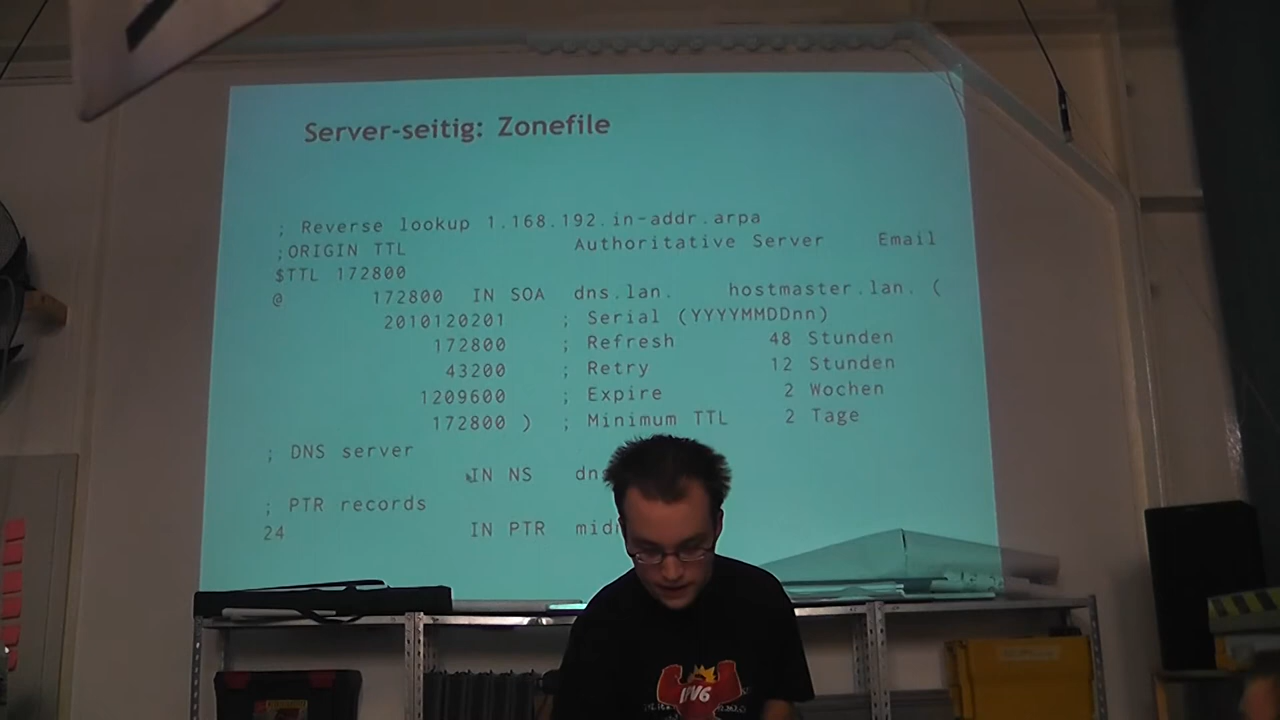 Server-seitig: Zonefile
; Reverse lookup 1.168.192.in-addr.arpa
;ORIGIN TTL Authoritative Server Email
$TTL 172800
@ 172800 IN SOA dns.lan. hostmaster.lan. (
2010120201 ; Serial (YYYYMMDDnn)
172800 ; Refresh 48 Stunden
43200 ; Retry 12 Stunden
1209600 ; Expire 2 Wochen
172800 ) ; Minimum TTL 2 Tage
; DNS server
IN NS
; PTR records
24 IN PTR
IPV6